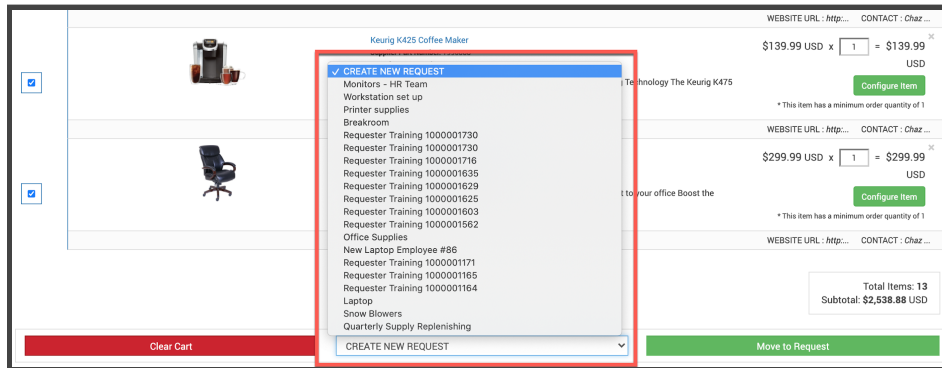 WEBSITE URL : http:... CONTACT : Chaz ...
Keurig K425 Coffee Maker
$139.99 USD x 1 = $139.99
USD
Technology The Keurig K475
Configure Item
* This item has a minimum order quantity of 1
WEBSITE URL : http:... CONTACT : Chaz ...
$299.99 USD x 1 = $299.99
USD
to your office Boost the
Configure Item
* This item has a minimum order quantity of 1
WEBSITE URL : http:... CONTACT : Chaz ...
✓ CREATE NEW REQUEST
Monitors - HR Team
Workstation set up
Printer supplies
Breakroom
Requester Training 1000001730
Requester Training 1000001730
Requester Training 1000001716
Requester Training 1000001635
Requester Training 1000001629
Requester Training 1000001625
Requester Training 1000001603
Requester Training 1000001562
Office Supplies
New Laptop Employee #86
Requester Training 1000001171
Requester Training 1000001165
Requester Training 1000001164
Laptop
Snow Blowers
Quarterly Supply Replenishing
Total Items: 13
Subtotal: $2,538.88 USD
Clear Cart
CREATE NEW REQUEST
Move to Request